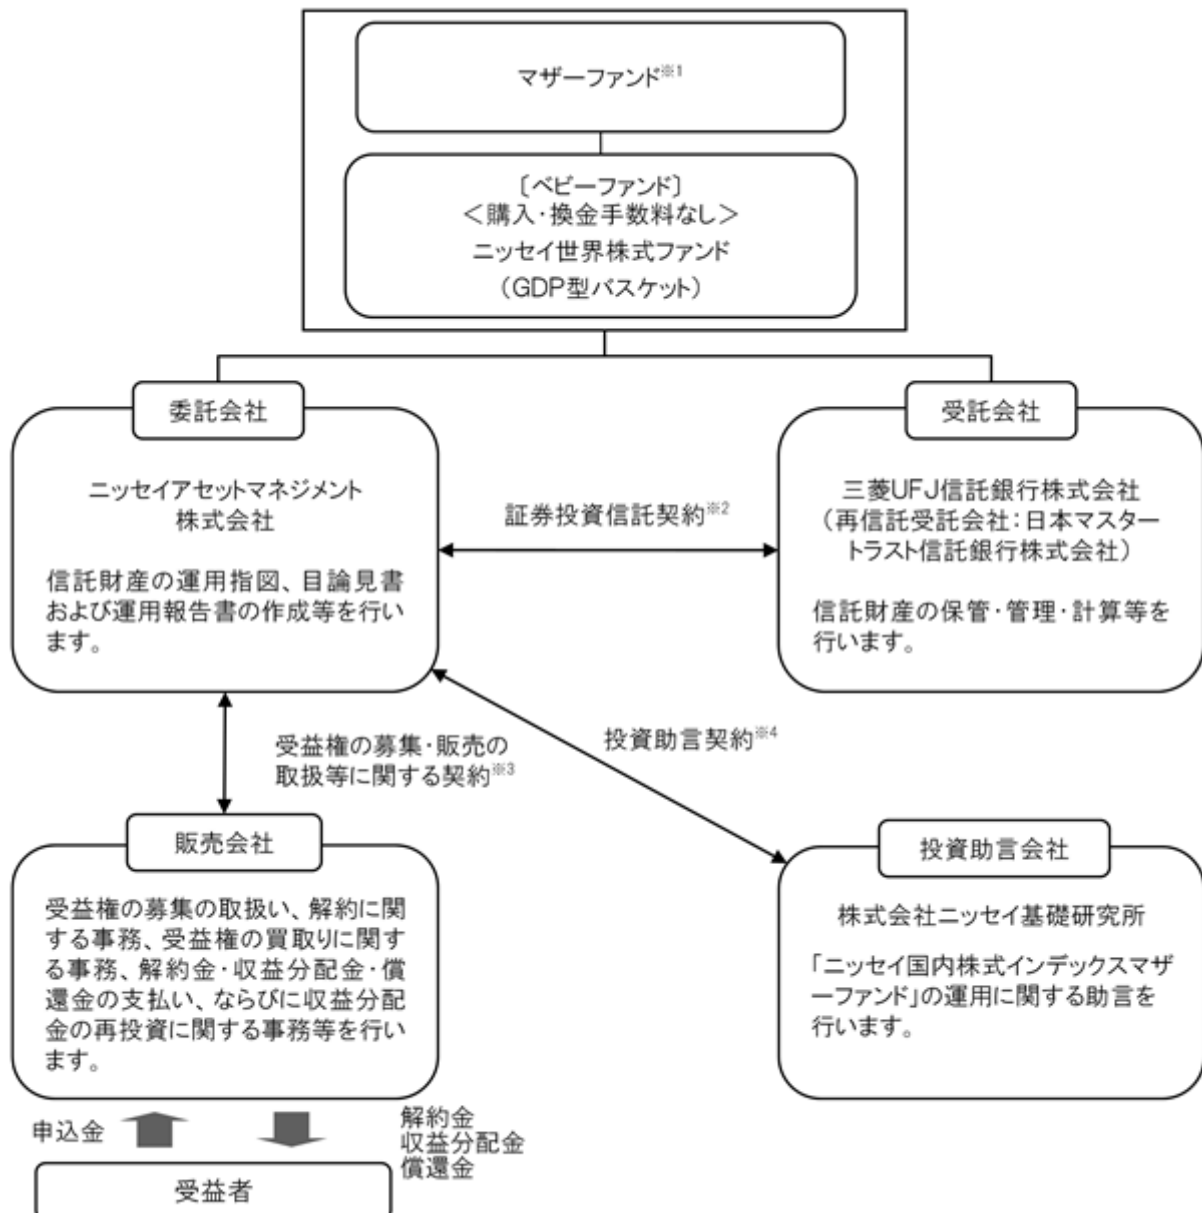 マザーファンド※1
〔ベビーファンド〕
＜購入・換金手数料なし＞
ニッセイ世界株式ファンド
（GDP型バスケット）
委託会社
ニッセイアセットマネジメント
株式会社
信託財産の運用指図、目論見書
および運用報告書の作成等を行い
ます。
証券投資信託契約※2
受託会社
三菱UFJ信託銀行株式会社
（再信託受託会社：日本マスター
トラスト信託銀行株式会社）
信託財産の保管・管理・計算等を
行います。
受益権の募集・販売の
取扱等に関する契約※3
投資助言契約※4
販売会社
受益権の募集の取扱い、解約に関
する事務、受益権の買取りに関す
る事務、解約金・収益分配金・償
還金の支払い、ならびに収益分配
金の再投資に関する事務等を行い
ます。
投資助言会社
株式会社ニッセイ基礎研究所
「ニッセイ国内株式インデックスマザ
ーファンド」の運用に関する助言を
行います。
申込金
解約金
収益分配金
償還金
受益者